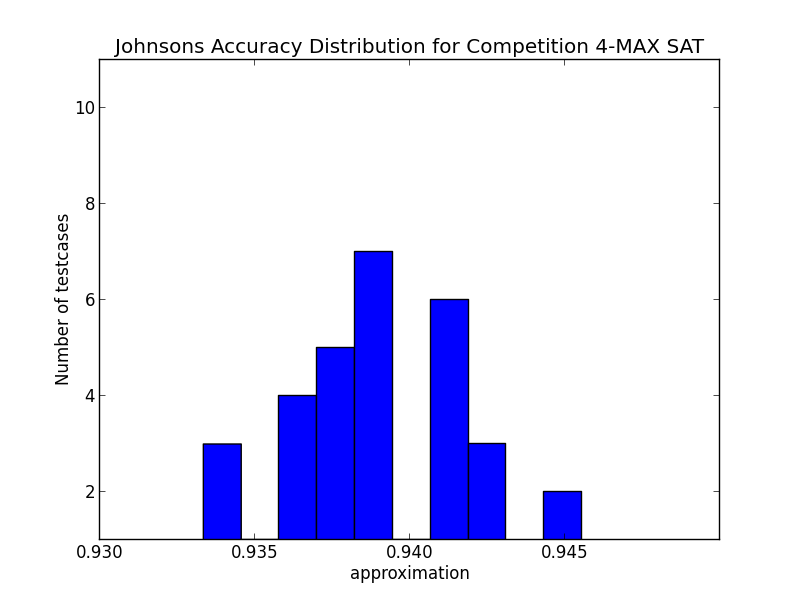 Johnsons Accuracy Distribution for Competition 4-MAX SAT
10
8
6
4
2
Number of testcases
0.930 0.935 0.940 0.945
approximation